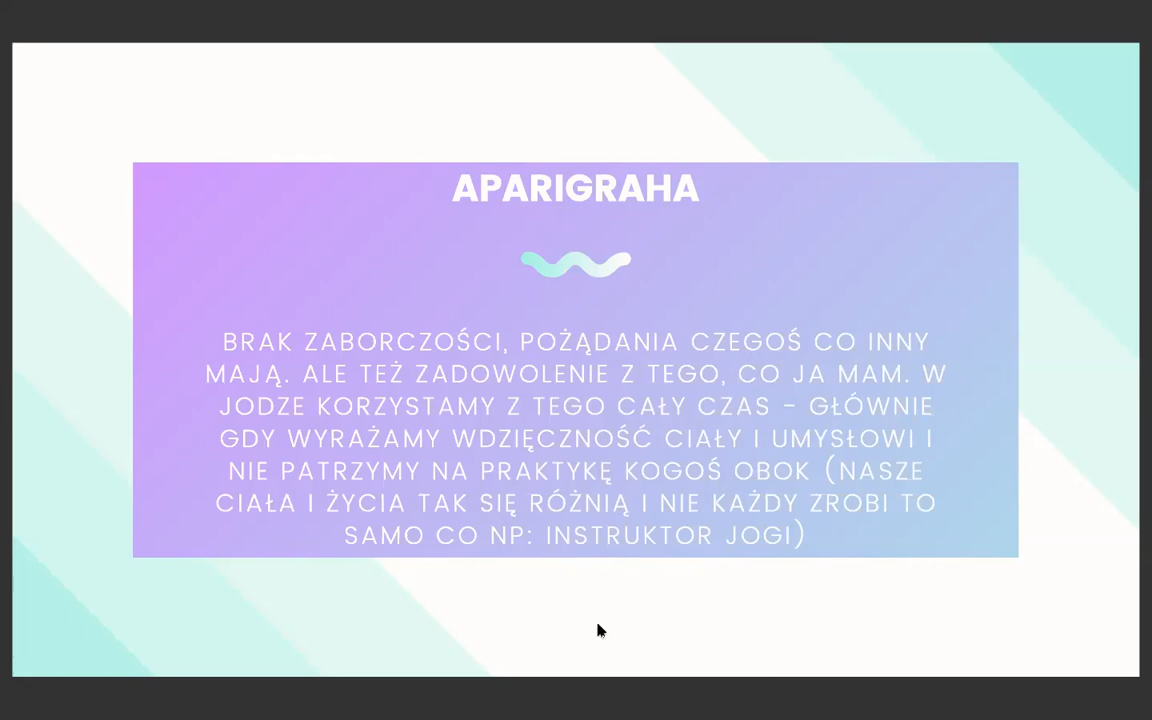 APARIGRAHA
BRAK ZABORCZOŚCI, POŻĄDANIA CZEGOŚ CO INNY
MAJĄ. ALE TEŻ ZADOWOLENIE Z TEGO, CO JA MAM. W
JODZE KORZYSTAMY Z TEGO CAŁY CZAS - GŁÓWNIE
GDY WYRAŻAMY WDZIĘCZNOŚĆ CIAŁY I UMYSŁOWI I
NIE PATRZYMY NA PRAKTYKĘ KOGOŚ OBOK (NASZE
CIAŁA I ŻYCIA TAK SIĘ RÓŻNIĄ I NIE KAŻDY ZROBI TO
SAMO CO NP: INSTRUKTOR JOGI)